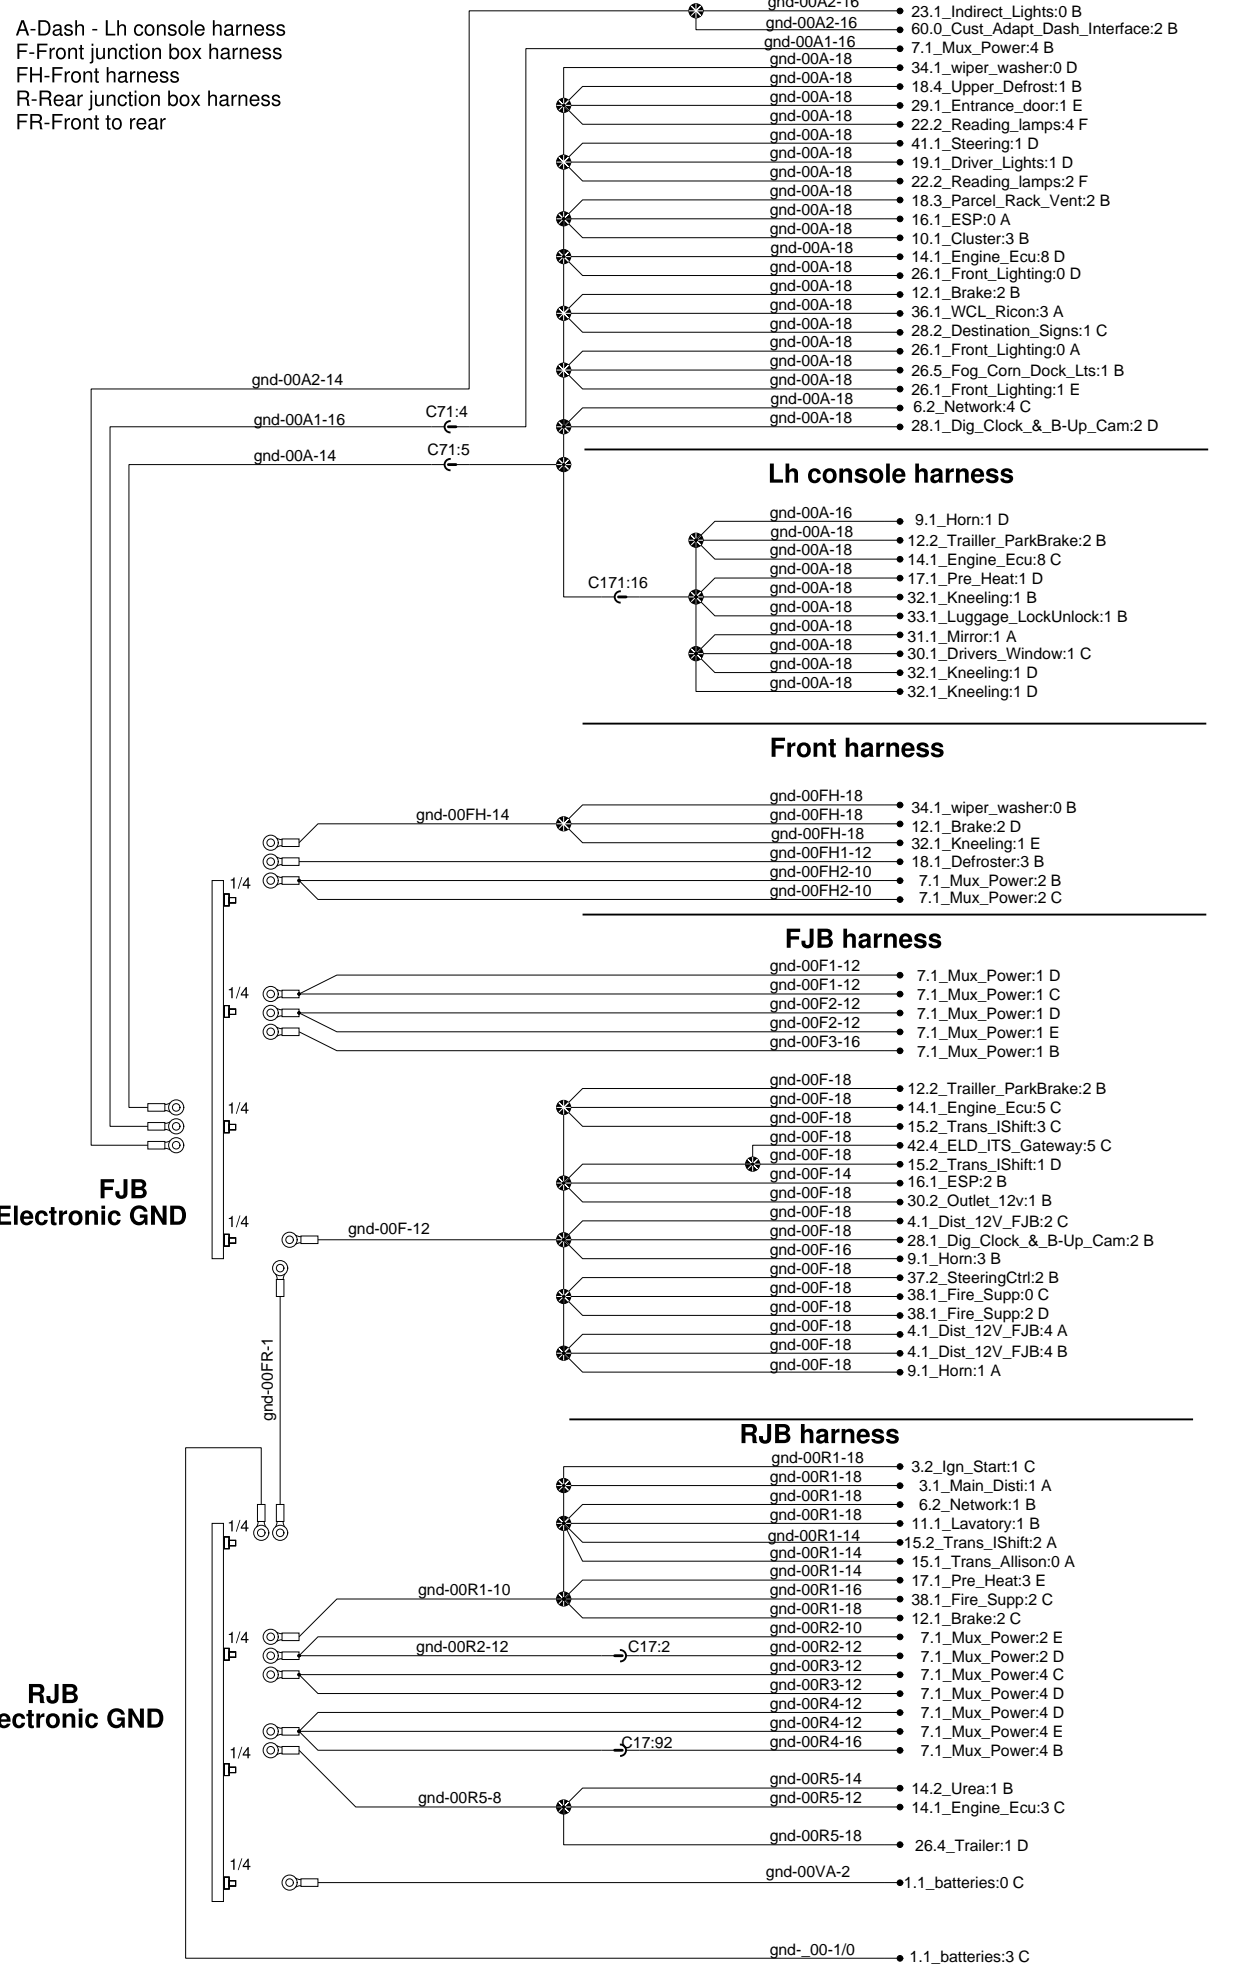 A-Dash - Lh console harness
F-Front junction box harness
FH-Front harness
R-Rear junction box harness
FR-Front to rear
gnd-00A2-16 23.1_Indirect_Lights:0 B
gnd-00A2-16 60.0_Cust_Adapt_Dash_Interface:2 B
gnd-00A1-16 7.1_Mux_Power:4 B
gnd-00A-18 34.1_wiper_washer:0 D
gnd-00A-18 18.4_Upper_Defrost:1 B
gnd-00A-18 29.1_Entrance_door:1 E
gnd-00A-18 22.2_Reading_lamps:4 F
gnd-00A-18 41.1_Steering:1 D
gnd-00A-18 19.1_Driver_Lights:1 D
gnd-00A-18 22.2_Reading_lamps:2 F
gnd-00A-18 18.3_Parcel_Rack_Vent:2 B
gnd-00A-18 16.1_ESP:0 A
gnd-00A-18 10.1_Cluster:3 B
gnd-00A-18 14.1_Engine_Ecu:8 D
gnd-00A-18 26.1_Front_Lighting:0 D
gnd-00A-18 12.1_Brake:2 B
gnd-00A-18 36.1_WCL_Ricon:3 A
gnd-00A-18 28.2_Destination_Signs:1 C
gnd-00A-18 26.1_Front_Lighting:0 A
gnd-00A-18 26.5_Fog_Corn_Dock_Lts:1 B
gnd-00A2-14 gnd-00A-18 26.1_Front_Lighting:1 E
gnd-00A-18 6.2_Network:4 C
gnd-00A1-16 C71:4 gnd-00A-18 28.1_Dig_Clock_&_B-Up_Cam:2 D
gnd-00A-14 C71:5
Lh console harness
gnd-00A-16 9.1_Horn:1 D
gnd-00A-18 12.2_Trailler_ParkBrake:2 B
gnd-00A-18 14.1_Engine_Ecu:8 C
gnd-00A-18 17.1_Pre_Heat:1 D
C171:16 gnd-00A-18 32.1_Kneeling:1 B
gnd-00A-18 33.1_Luggage_LockUnlock:1 B
gnd-00A-18 31.1_Mirror:1 A
gnd-00A-18 30.1_Drivers_Window:1 C
gnd-00A-18 32.1_Kneeling:1 D
gnd-00A-18 32.1_Kneeling:1 D
Front harness
gnd-00FH-18 34.1_wiper_washer:0 B
gnd-00FH-14 gnd-00FH-18 12.1_Brake:2 D
gnd-00FH-18 32.1_Kneeling:1 E
gnd-00FH1-12 18.1_Defroster:3 B
1/4 gnd-00FH2-10 7.1_Mux_Power:2 B
gnd-00FH2-10 7.1_Mux_Power:2 C
FJB harness
gnd-00F1-12 7.1_Mux_Power:1 D
1/4 gnd-00F1-12 7.1_Mux_Power:1 C
gnd-00F2-12 7.1_Mux_Power:1 D
gnd-00F2-12 7.1_Mux_Power:1 E
gnd-00F3-16 7.1_Mux_Power:1 B
gnd-00F-18 12.2_Trailler_ParkBrake:2 B
1/4 gnd-00F-18 14.1_Engine_Ecu:5 C
gnd-00F-18 15.2_Trans_IShift:3 C
gnd-00F-18 42.4_ELD_ITS_Gateway:5 C
gnd-00F-18 15.2_Trans_IShift:1 D
FJB
gnd-00F-14 16.1_ESP:2 B
Electronic GND
gnd-00F-18 30.2_Outlet_12v:1 B
1/4 gnd-00F-18 4.1_Dist_12V_FJB:2 C
gnd-00F-12 gnd-00F-18 28.1_Dig_Clock_&_B-Up_Cam:2 B
gnd-00F-16 9.1_Horn:3 B
gnd-00F-18 37.2_SteeringCtrl:2 B
gnd-00F-18 38.1_Fire_Supp:0 C
gnd-00F-18 38.1_Fire_Supp:2 D
gnd-00F-18 4.1_Dist_12V_FJB:4 A
gnd-00F-18 4.1_Dist_12V_FJB:4 B
gnd-00F-18 9.1_Horn:1 A
gnd-00FR-1
RJB harness
gnd-00R1-18 3.2_Ign_Start:1 C
gnd-00R1-18 3.1_Main_Disti:1 A
gnd-00R1-18 6.2_Network:1 B
1/4 gnd-00R1-18 11.1_Lavatory:1 B
gnd-00R1-14 15.2_Trans_IShift:2 A
gnd-00R1-14 15.1_Trans_Allison:0 A
gnd-00R1-14 17.1_Pre_Heat:3 E
gnd-00R1-10 gnd-00R1-16 38.1_Fire_Supp:2 C
gnd-00R1-18 12.1_Brake:2 C
1/4 gnd-00R2-10 7.1_Mux_Power:2 E
gnd-00R2-12 C17:2 gnd-00R2-12 7.1_Mux_Power:2 D
gnd-00R3-12 7.1_Mux_Power:4 C
gnd-00R3-12 7.1_Mux_Power:4 D
RJB
gnd-00R4-12 7.1_Mux_Power:4 D
ectronic GND
gnd-00R4-12 7.1_Mux_Power:4 E
1/4 C17:92 gnd-00R4-16 7.1_Mux_Power:4 B
gnd-00R5-14 14.2_Urea:1 B
gnd-00R5-8 gnd-00R5-12 14.1_Engine_Ecu:3 C
gnd-00R5-18 26.4_Trailer:1 D
1/4 gnd-00VA-2 1.1_batteries:0 C
gnd-_00-1/0 1.1_batteries:3 C